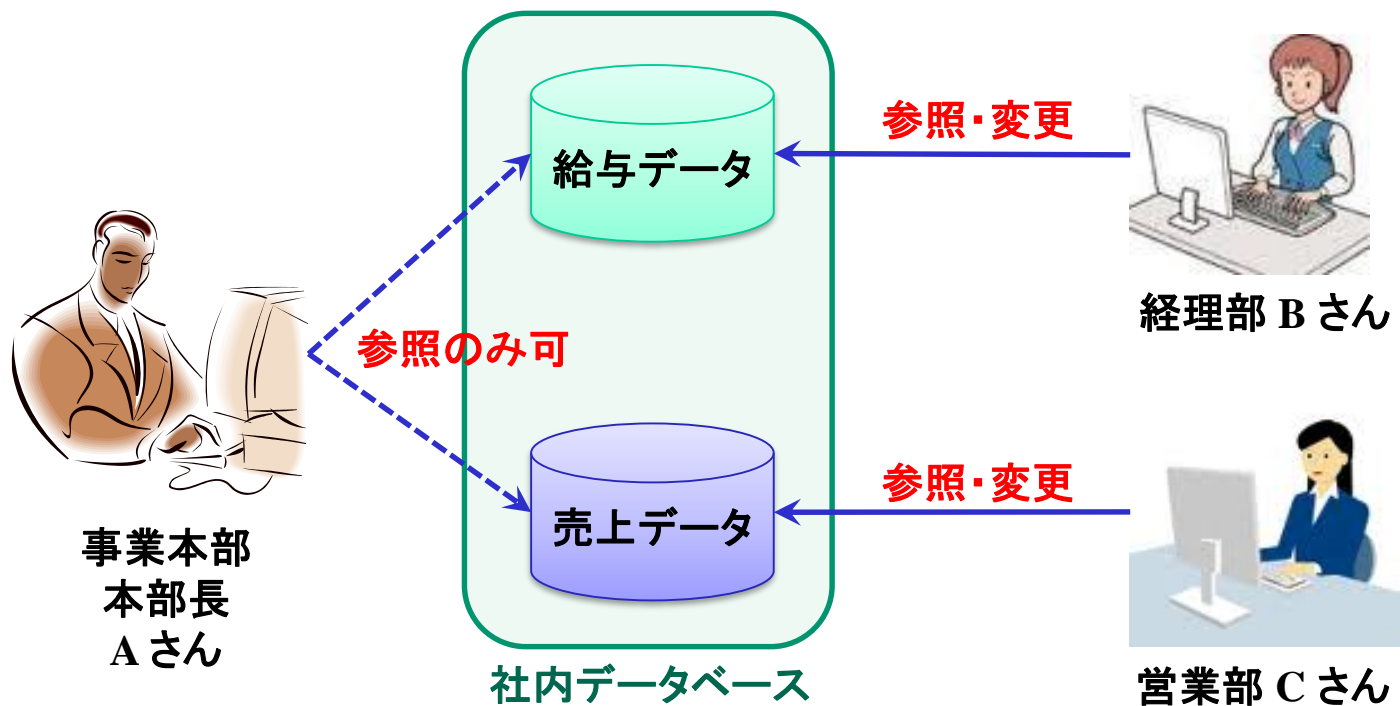 給与データ
参照・変更
経理部 B さん
参照のみ可
売上データ
参照・変更
事業本部
本部長
A さん
社内データベース
営業部 C さん